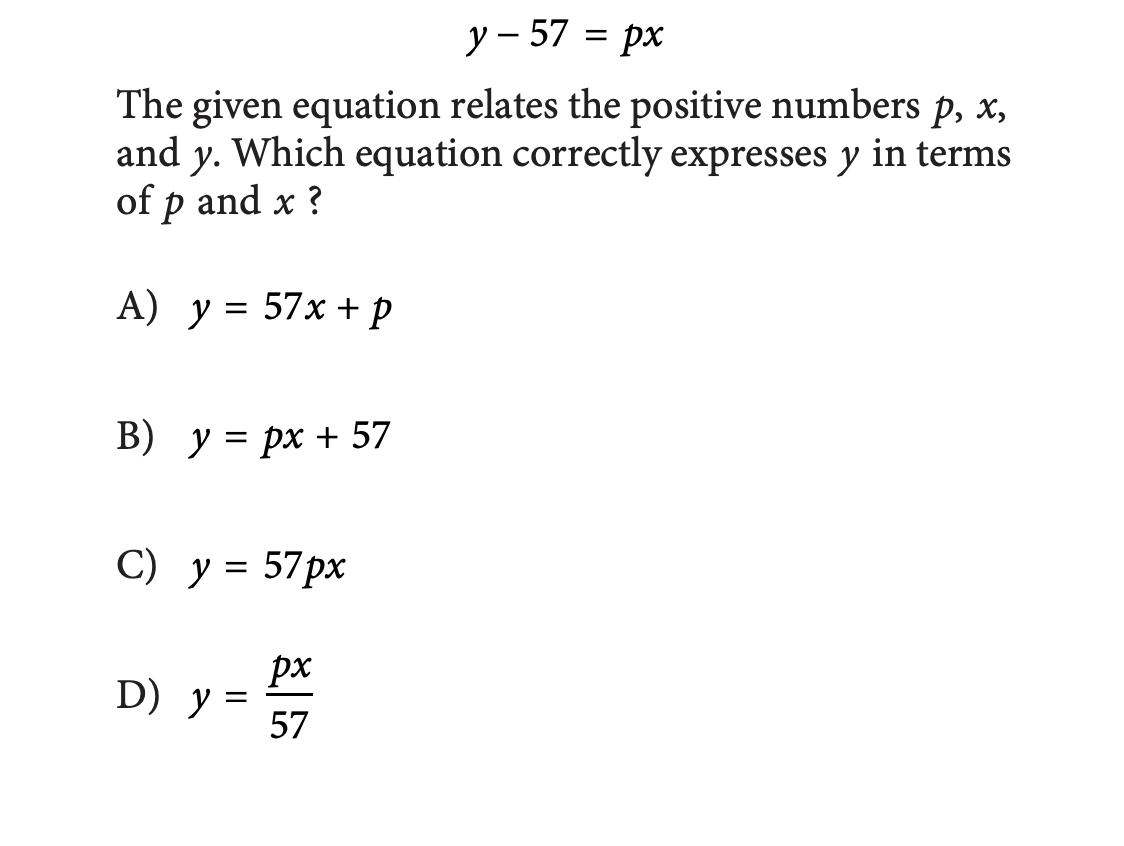 y – 57 = px
The given equation relates the positive numbers p, x,
and y. Which equation correctly expresses y in terms
of p and x ?
A) y = 57x + p
B) y = px + 57
C) y = 57px
D) y = px/57